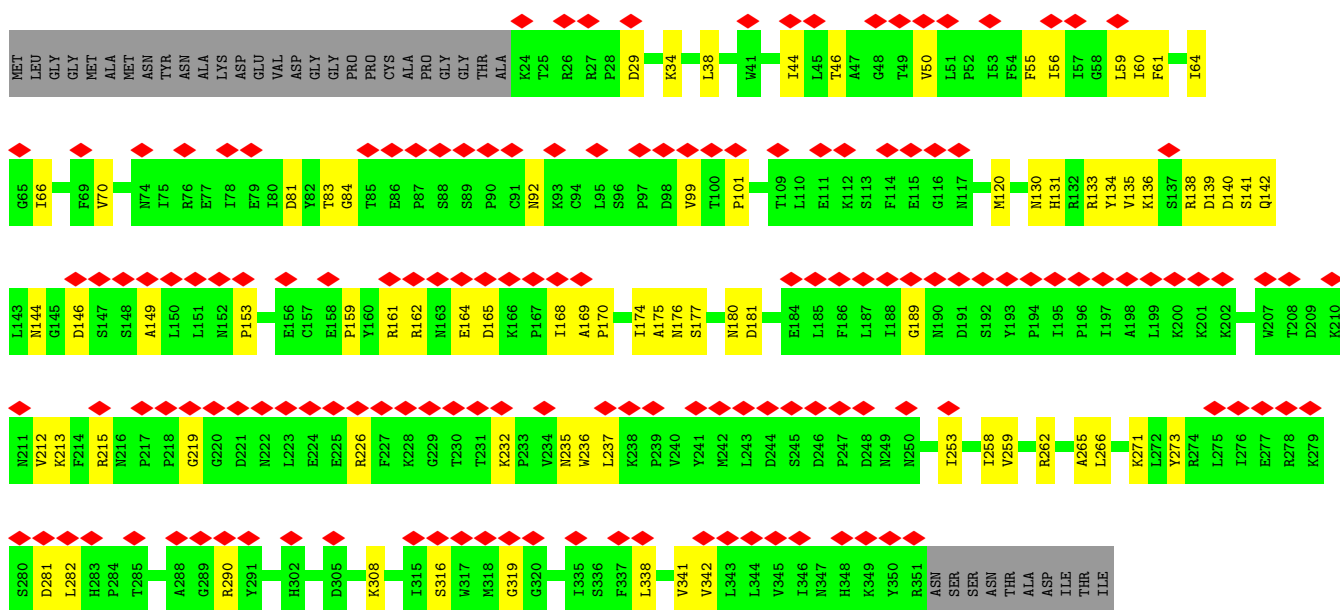 MET LEU GLY GLY MET ALA MET ASN TYR ASN ALA LYS ASP GLU VAL ASP GLY GLY PRO PRO CYS ALA PRO GLY GLY THR ALA K24 T25 R26 R27 P28 D29 K34 L38 W41 I44 L45 T46 A47 G48 T49 V50 L51 P52 I53 F54 F55 I56 I57 G58 L59 I60 F61 I64
G65 I66 F69 V70 N74 I75 R76 E77 I78 E79 I80 D81 Y82 T83 G84 T85 E86 P87 S88 S89 P90 C91 N92 K93 C94 L95 S96 P97 D98 V99 T100 P101 T109 L110 E111 K112 S113 F114 E115 G116 N117 M120 N130 H131 R132 R133 Y134 V135 K136 S137 R138 D139 D140 S141 Q142
L143 N144 G145 D146 S147 S148 A149 L150 L151 N152 P153 E156 C157 E158 P159 Y160 R161 R162 N163 E164 D165 K166 P167 I168 A169 P170 I174 A175 N176 S177 N180 D181 E184 L185 F186 L187 I188 G189 N190 D191 S192 Y193 P194 I195 P196 I197 A198 L199 K200 K201 K202 W207 T208 D209 K210
N211 V212 K213 F214 R215 N216 P217 P218 G219 G220 D221 N222 L223 E224 E225 R226 F227 K228 G229 T230 T231 K232 P233 V234 N235 W236 L237 K238 P239 V240 Y241 M242 L243 D244 S245 D246 P247 D248 N249 N250 I253 I258 V259 R262 A265 L266 K271 L272 Y273 R274 L275 I276 E277 R278 K279
S280 D281 L282 H283 P284 T285 A288 G289 R290 Y291 H302 D305 K308 I315 S316 W317 M318 G319 G320 I335 S336 F337 L338 V341 V342 L343 L344 V345 I346 N347 H348 K349 Y350 R351 ASN SER SER ASN THR ALA ASP ILE THR ILE